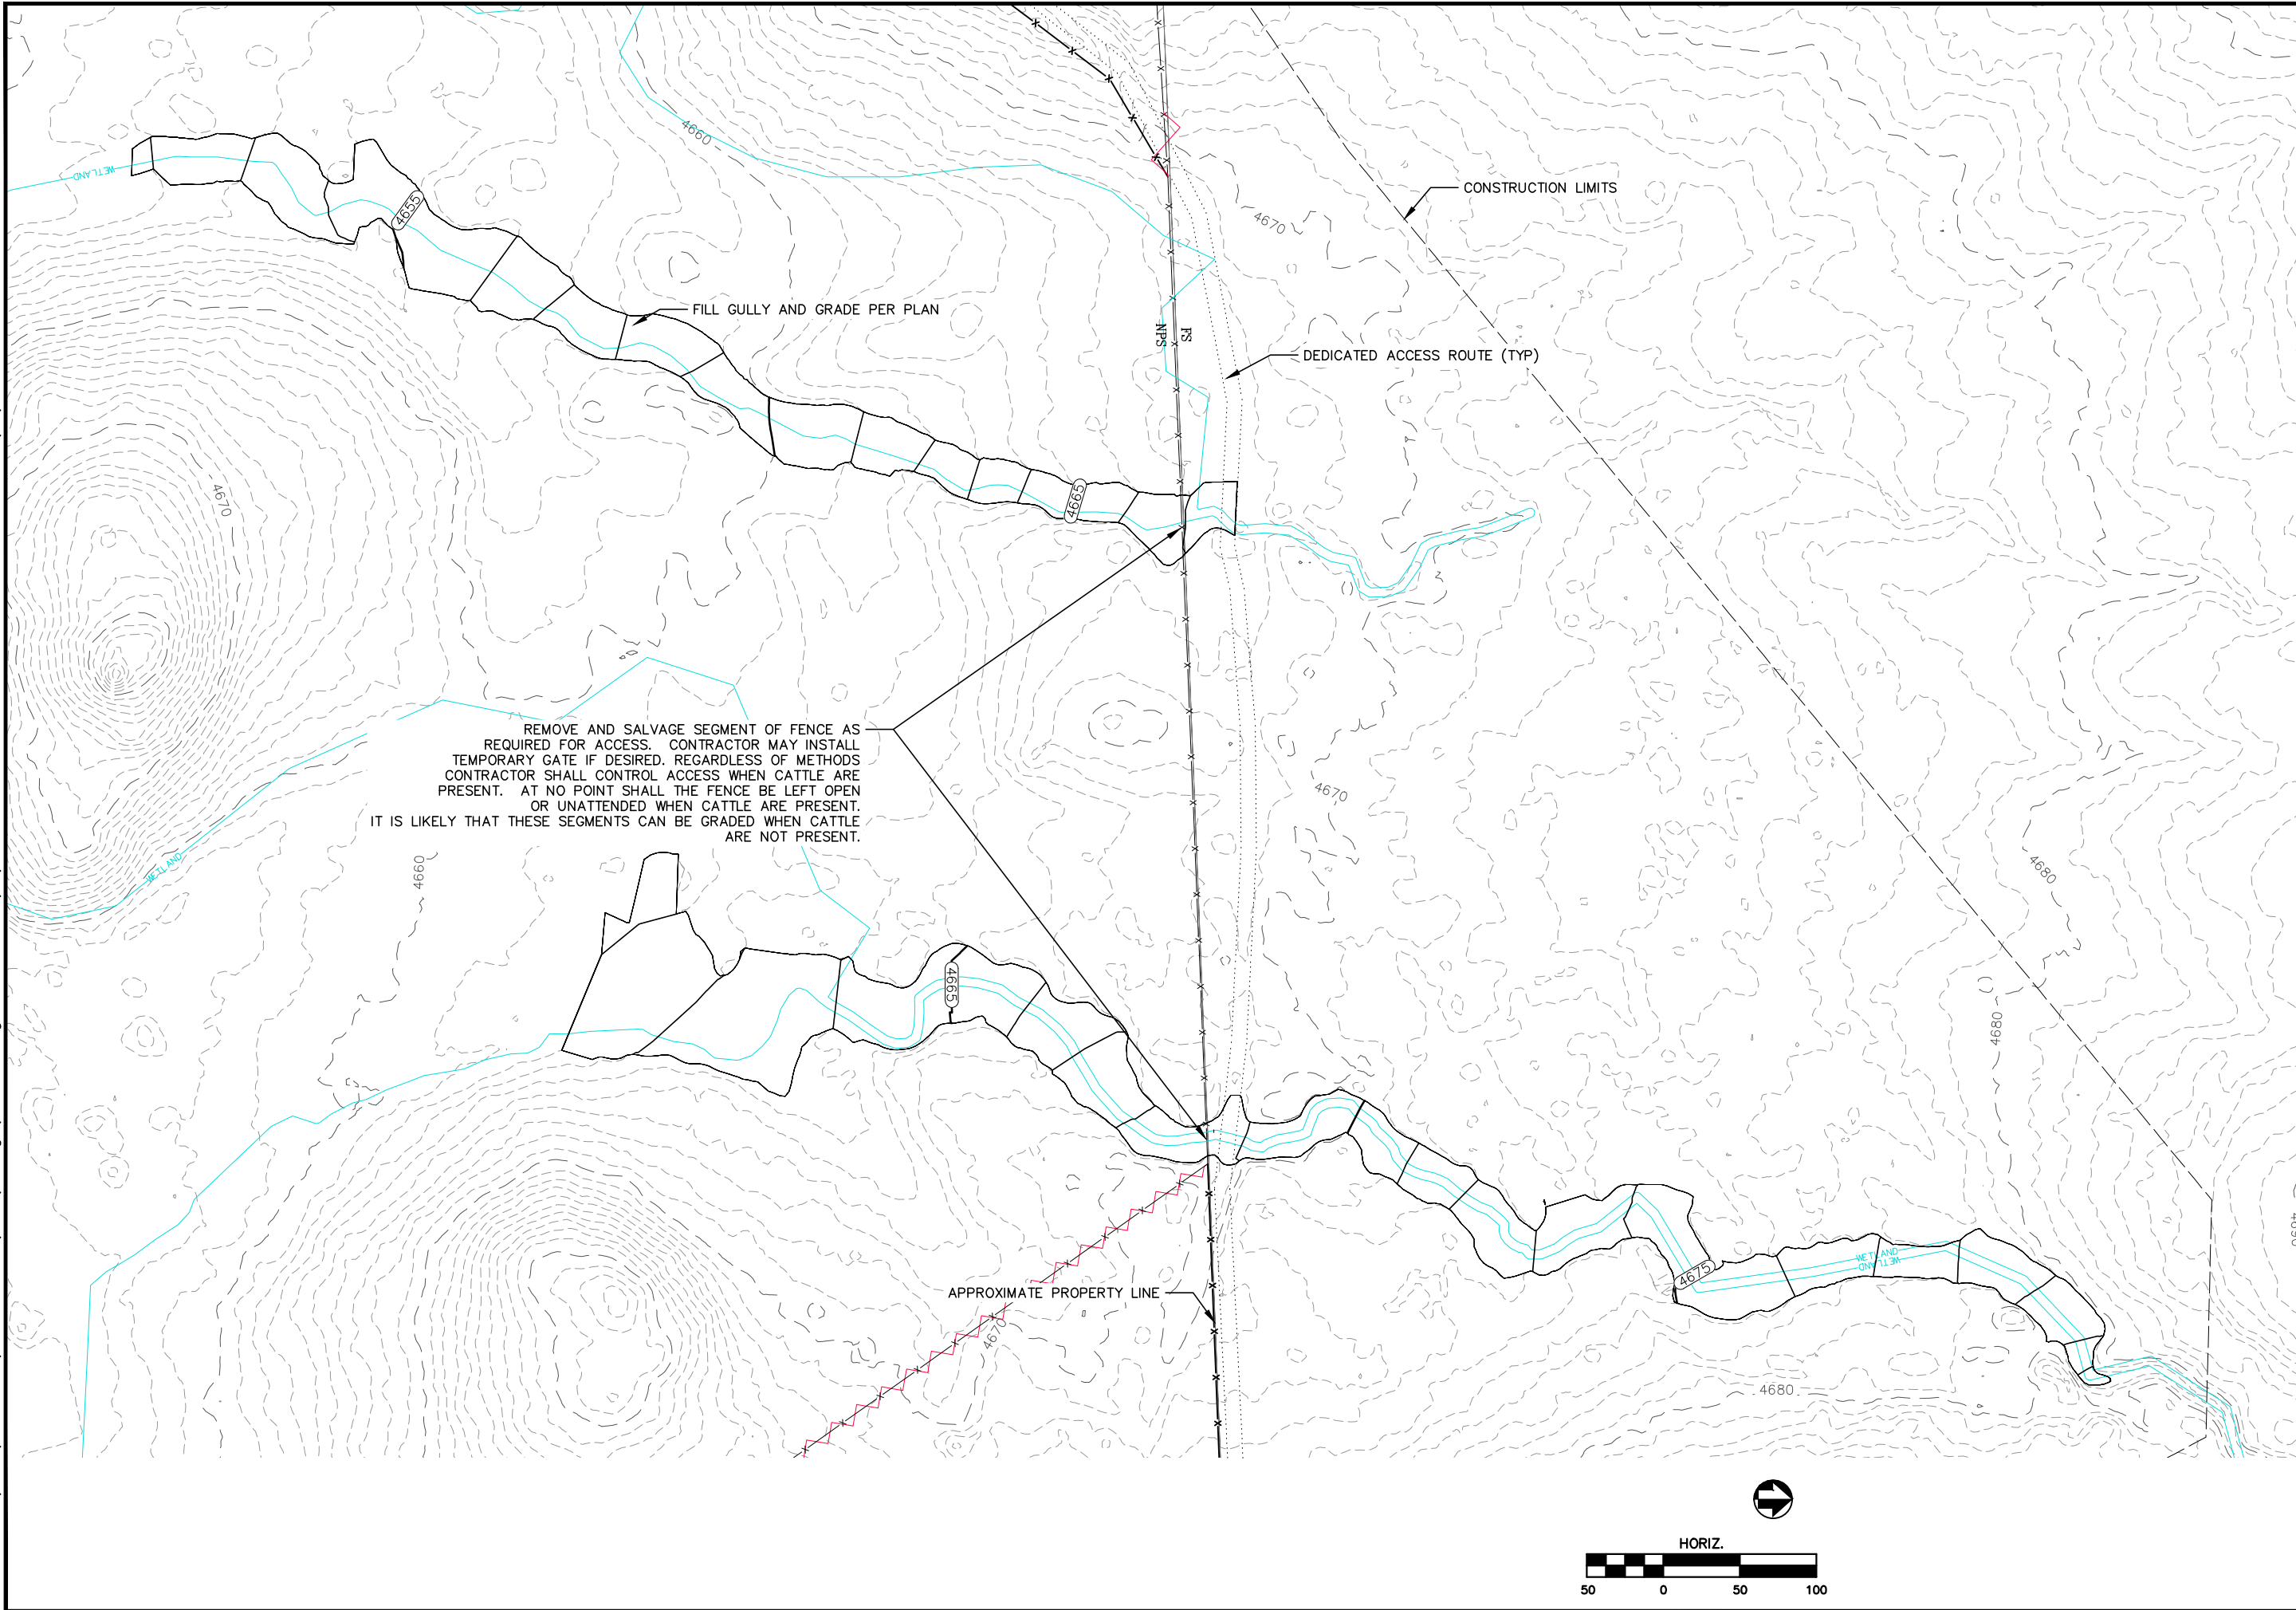 4660
WETLAND
4655
CONSTRUCTION LIMITS
4670
FILL GULLY AND GRADE PER PLAN
NPS
FS
DEDICATED ACCESS ROUTE (TYP)
4670
4665
REMOVE AND SALVAGE SEGMENT OF FENCE AS
REQUIRED FOR ACCESS. CONTRACTOR MAY INSTALL
TEMPORARY GATE IF DESIRED. REGARDLESS OF METHODS
CONTRACTOR SHALL CONTROL ACCESS WHEN CATTLE ARE
PRESENT. AT NO POINT SHALL THE FENCE BE LEFT OPEN
OR UNATTENDED WHEN CATTLE ARE PRESENT.
IT IS LIKELY THAT THESE SEGMENTS CAN BE GRADED WHEN CATTLE
ARE NOT PRESENT.
4670
WETLAND
4660
4680
4665
4680
4675
WETLAND
WETLAND
APPROXIMATE PROPERTY LINE
4670
4680
HORIZ.
50 0 50 100